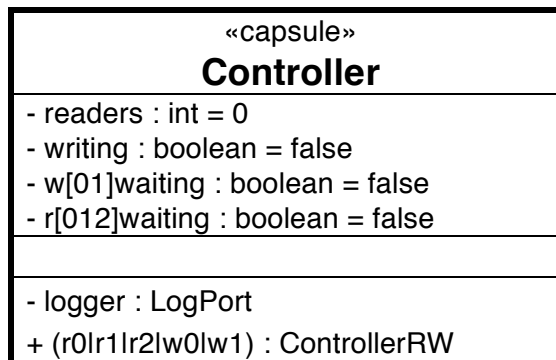 «capsule»
Controller
- readers : int = 0
- writing : boolean = false
- w[01]waiting : boolean = false
- r[012]waiting : boolean = false
- logger : LogPort
+ (r0|r1|r2|w0|w1) : ControllerRW